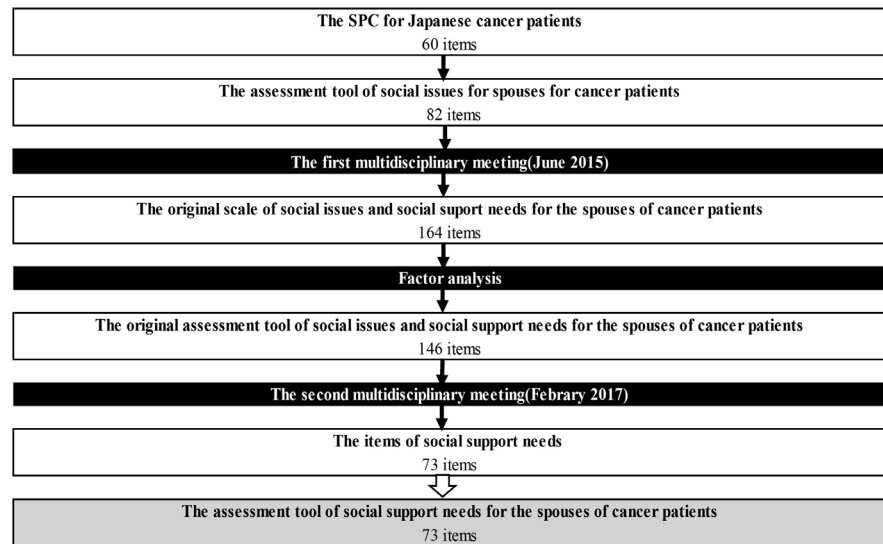 The SPC for Japanese cancer patients
60 items
The assessment tool of social issues for spouses for cancer patients
82 items
The first multidisciplinary meeting(June 2015)
The original scale of social issues and social suport needs for the spouses of cancer patients
164 items
Factor analysis
The original assessment tool of social issues and social support needs for the spouses of cancer patients
146 items
The second multidisciplinary meeting(Febrary 2017)
The items of social support needs
73 items
The assessment tool of social support needs for the spouses of cancer patients
73 items